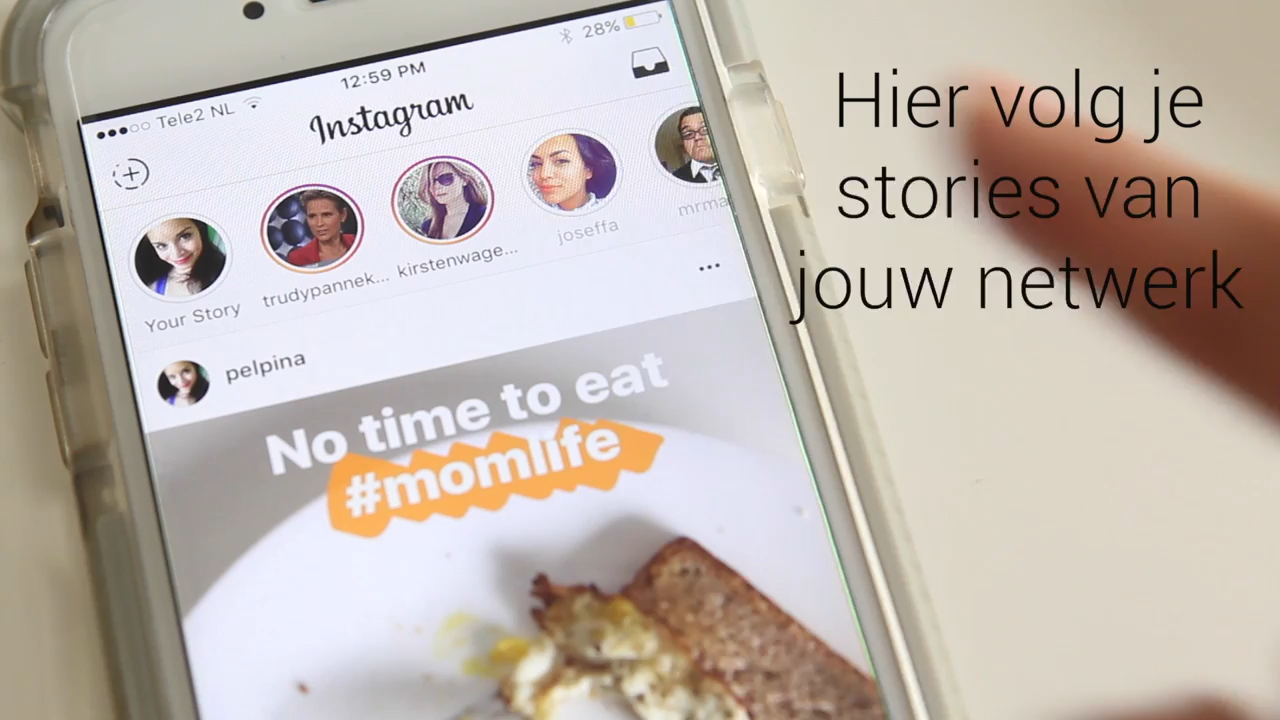 Hier volg je
stories van
jouw netwerk
Tele2 NL
12:59 PM
28%
Instagram
Your Story
trudypannek...
kirstenwage...
joseffa
mrma
pelpina
No time to eat
#momlife